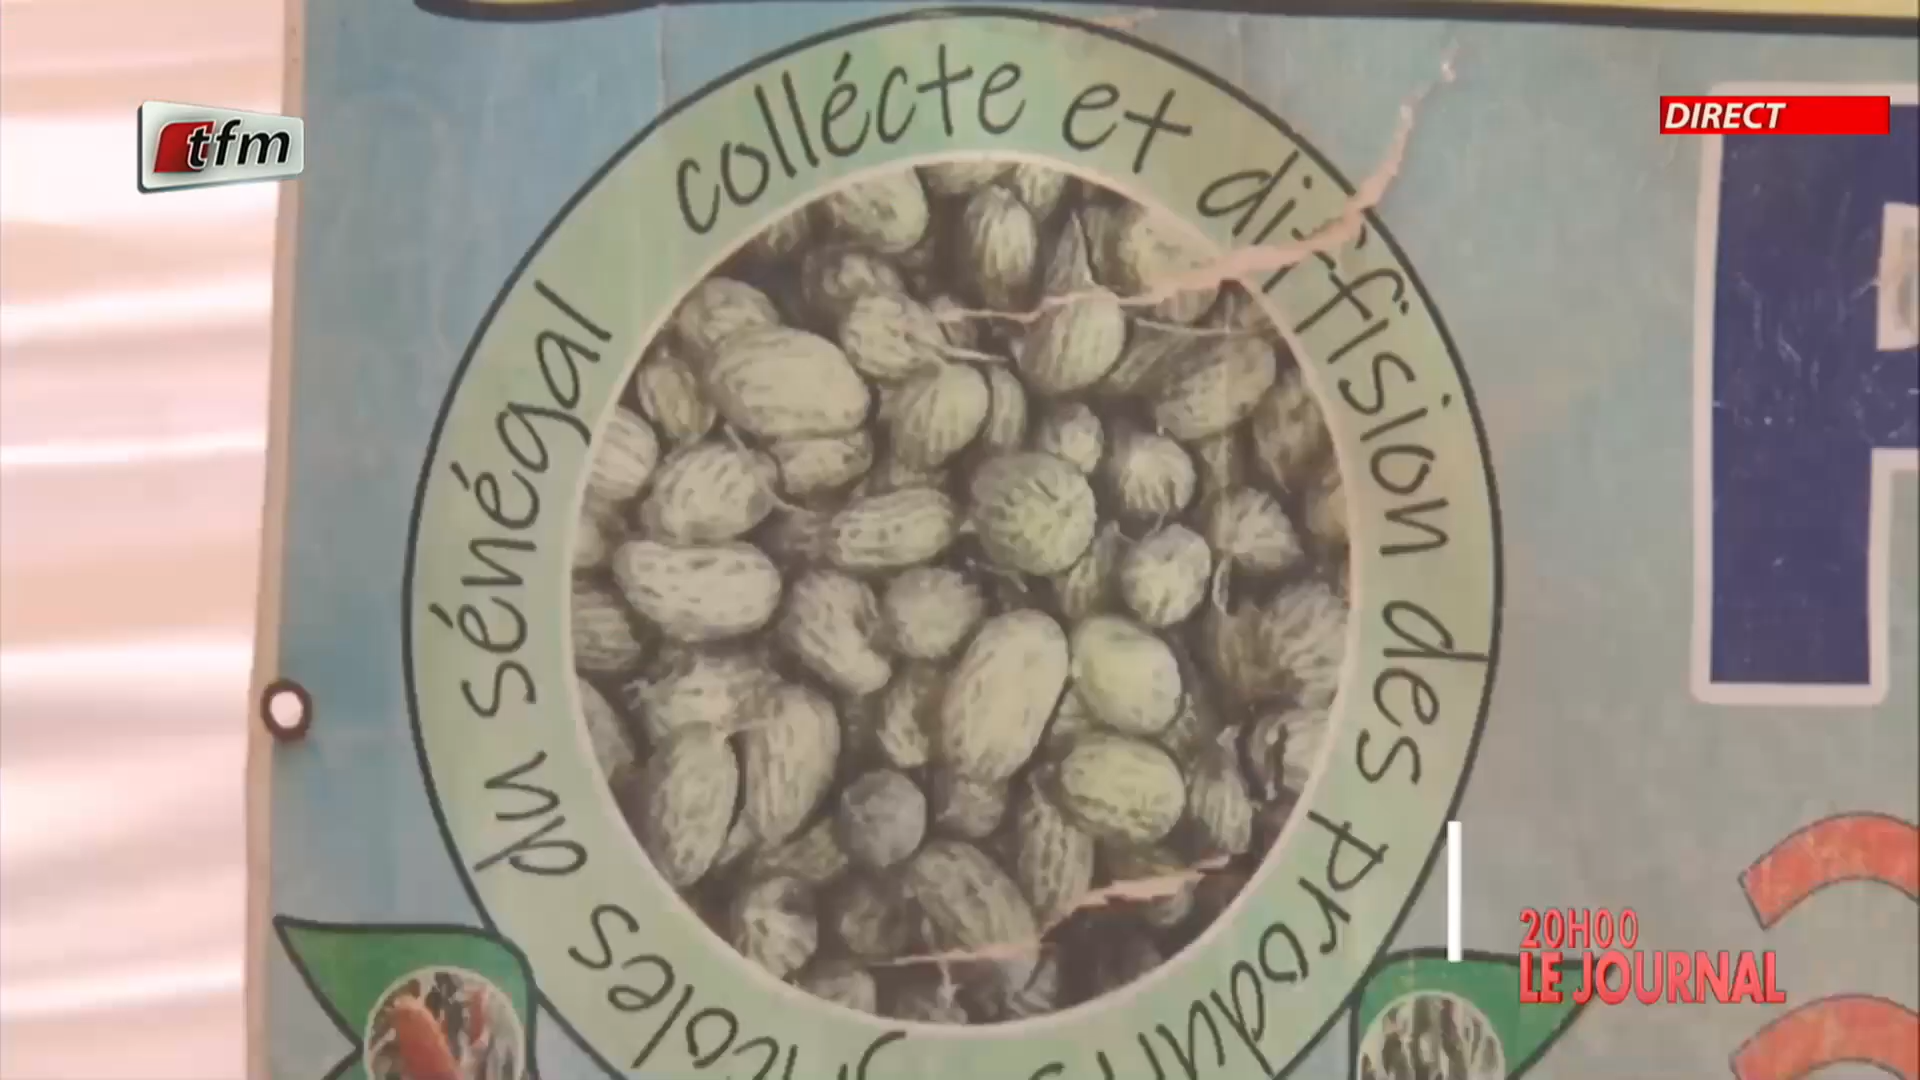 tfm
DIRECT
collécte et diffision des produits agricoles du sénégal
20H00
LE JOURNAL